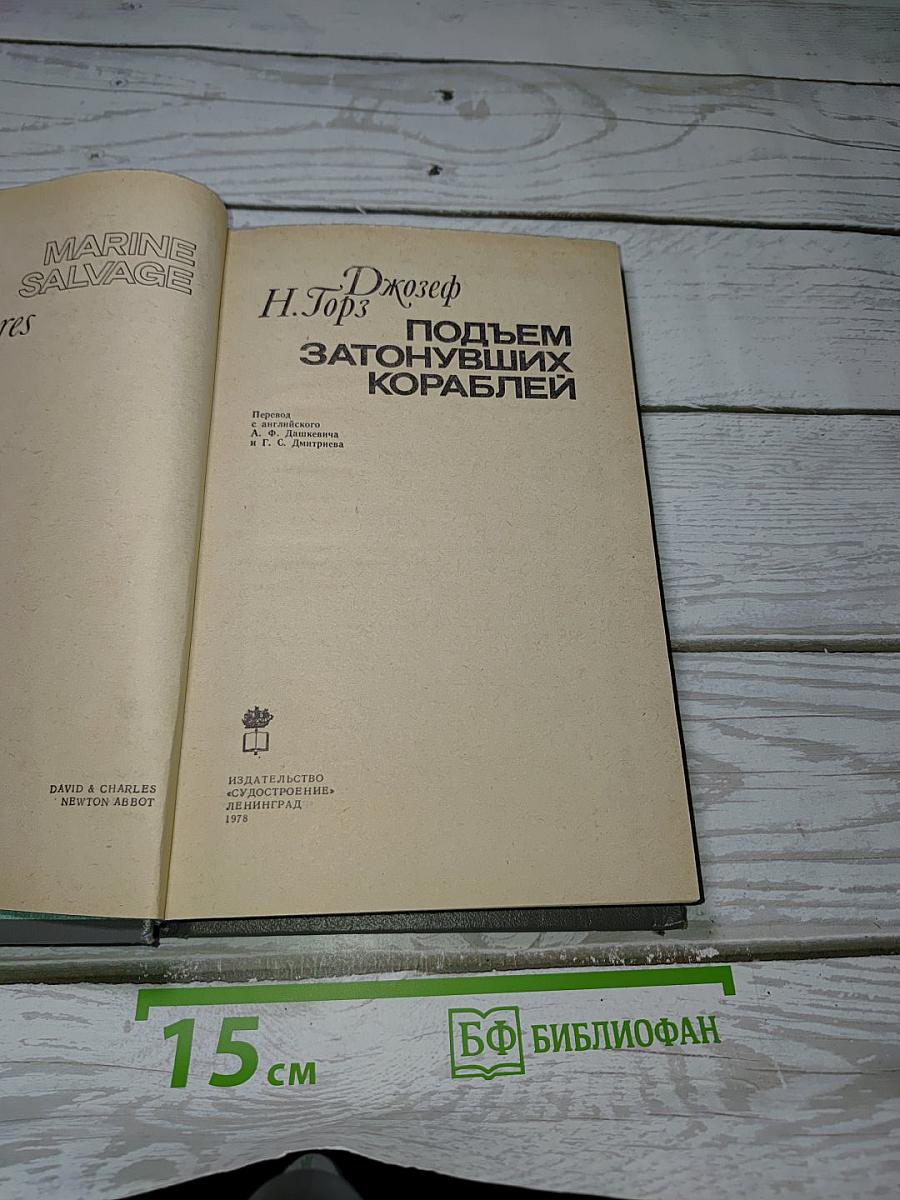 MARINE
SALVAGE
res
DAVID & CHARLES
NEWTON ABBOT
Джозеф
Н. Горз
ПОДЪЕМ
ЗАТОНУВШИХ
КОРАБЛЕЙ
Перевод
с английского
А. Ф. Дашкевича
и Г. С. Дмитриева
ИЗДАТЕЛЬСТВО
«СУДОСТРОЕНИЕ»
ЛЕНИНГРАД
1978
15 см
БФ БИБЛИОФАН